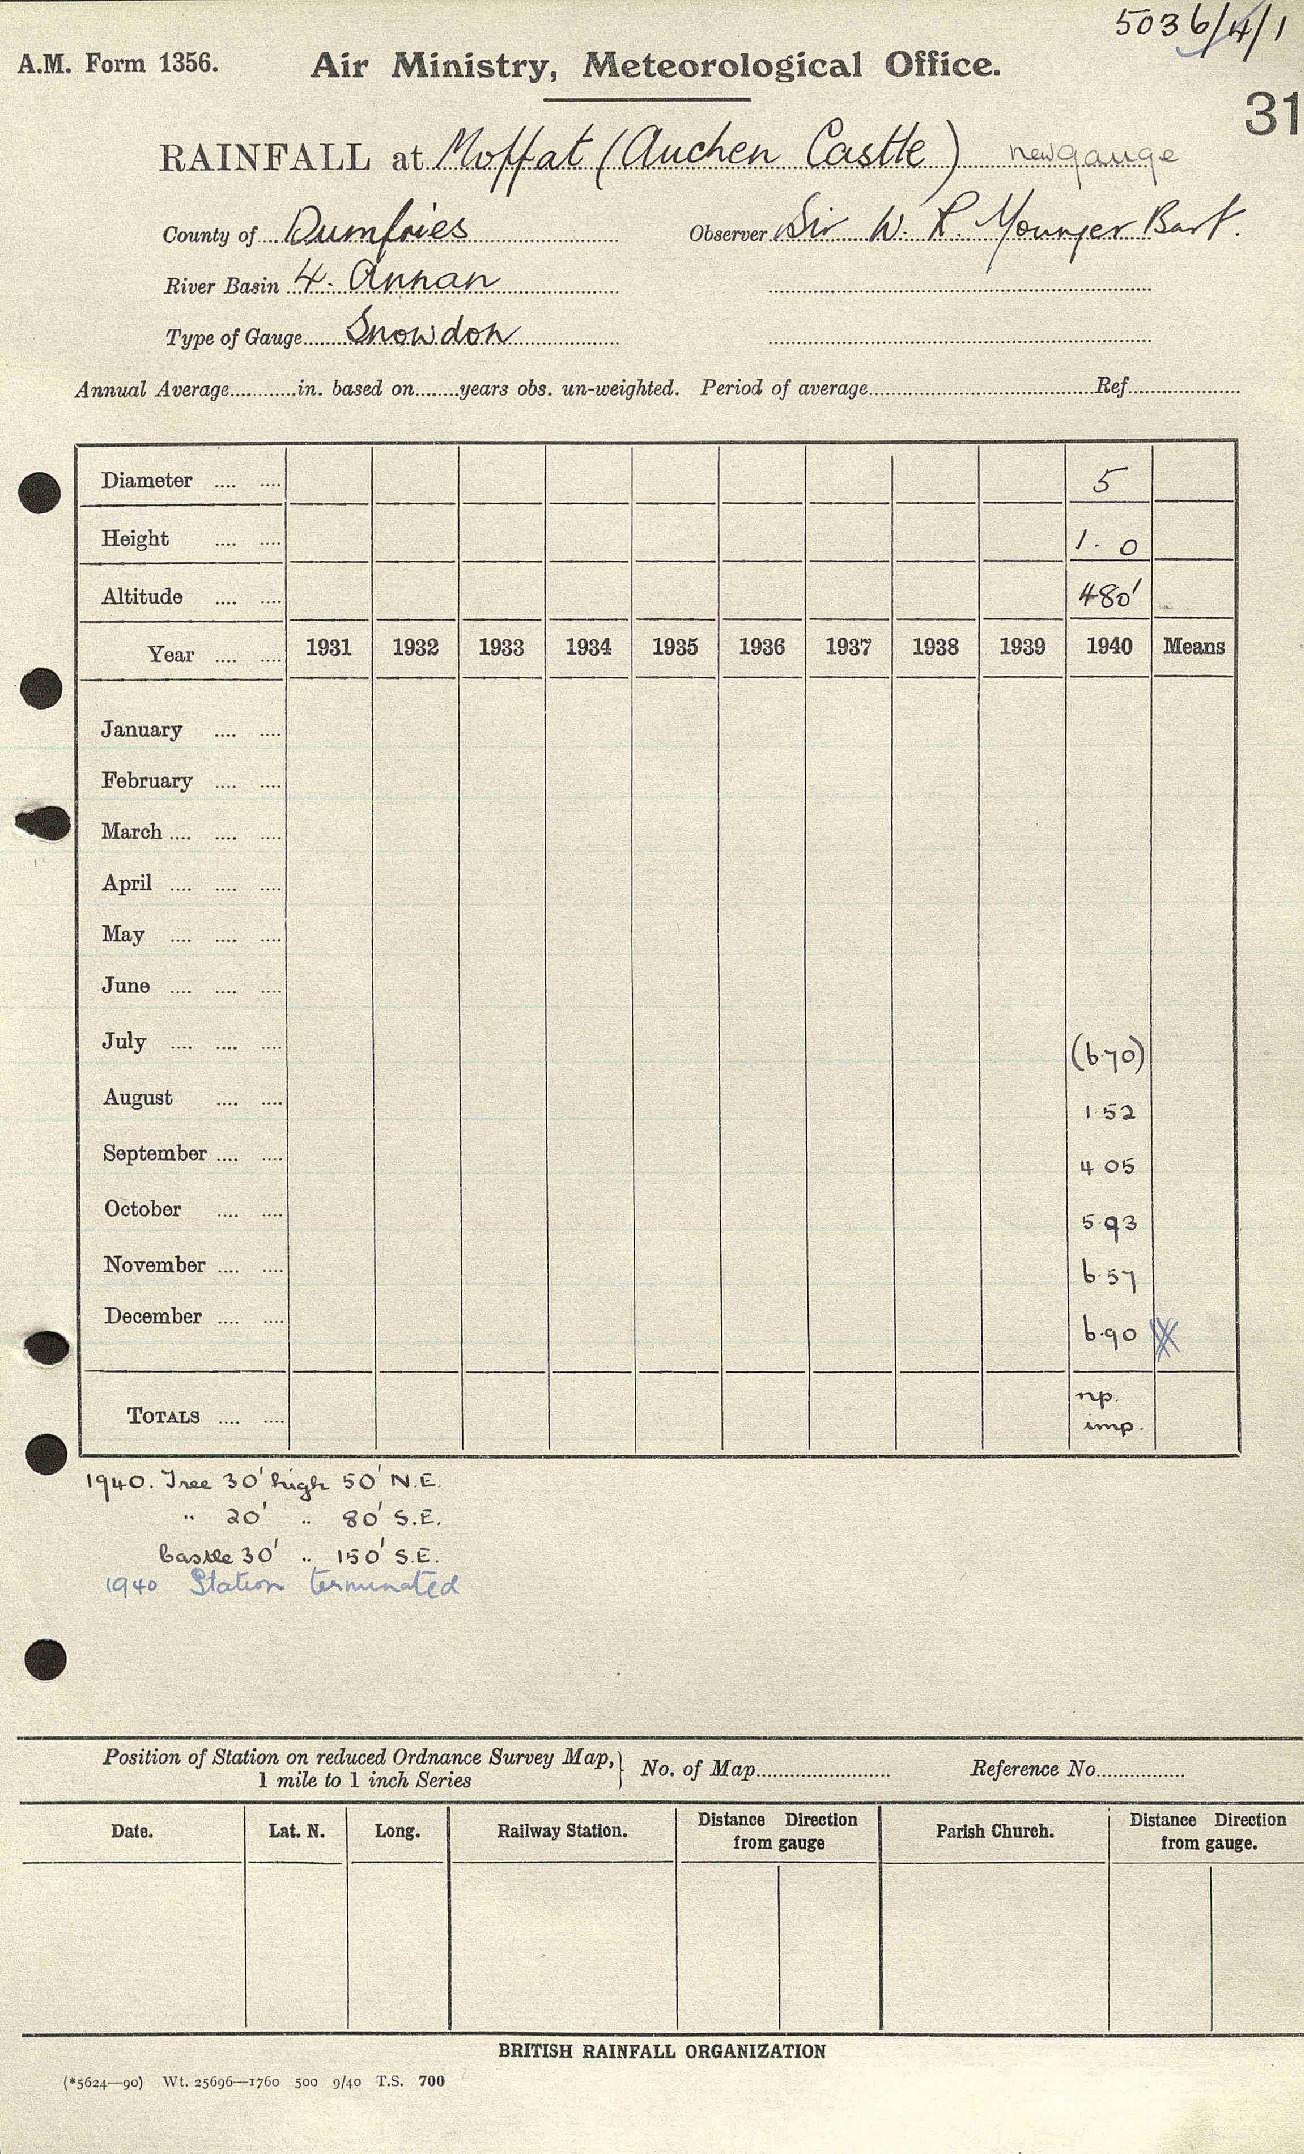 5036/4/1
A.M. Form 1356. Air Ministry, Meteorological Office.
31
RAINFALL at Moffat (Auchen Castle) new gauge
County of Dumfries Observer Sir W. R. Younger Bart.
River Basin 4. Annan
Type of Gauge Snowdon
Annual Average............in. based on........years obs. un-weighted. Period of average............Ref............
Diameter .... .... 5
Height .... .... 1. 0
Altitude .... .... 480'
Year .... .... 1931 1932 1933 1934 1935 1936 1937 1938 1939 1940 Means
January .... ....
February .... ....
March .... .... ....
April .... .... ....
May .... .... ....
June .... .... ....
July .... .... .... (6.70)
August .... .... 1.52
September .... .... 4 05
October .... .... 5 93
November .... .... 6.57
December .... .... 6.90
TOTALS .... .... np.
imp.
1940. Tree 30' high 50' N.E.
" 20' " 80' S.E.
Castle 30' " 150' S.E.
1940 Station terminated
Position of Station on reduced Ordnance Survey Map, 1 mile to 1 inch Series } No. of Map............ Reference No............
Date. Lat. N. Long. Railway Station. Distance Direction from gauge Parish Church. Distance Direction from gauge.
BRITISH RAINFALL ORGANIZATION
(*5624—90) Wt. 25696—1760 500 9/40 T.S. 700